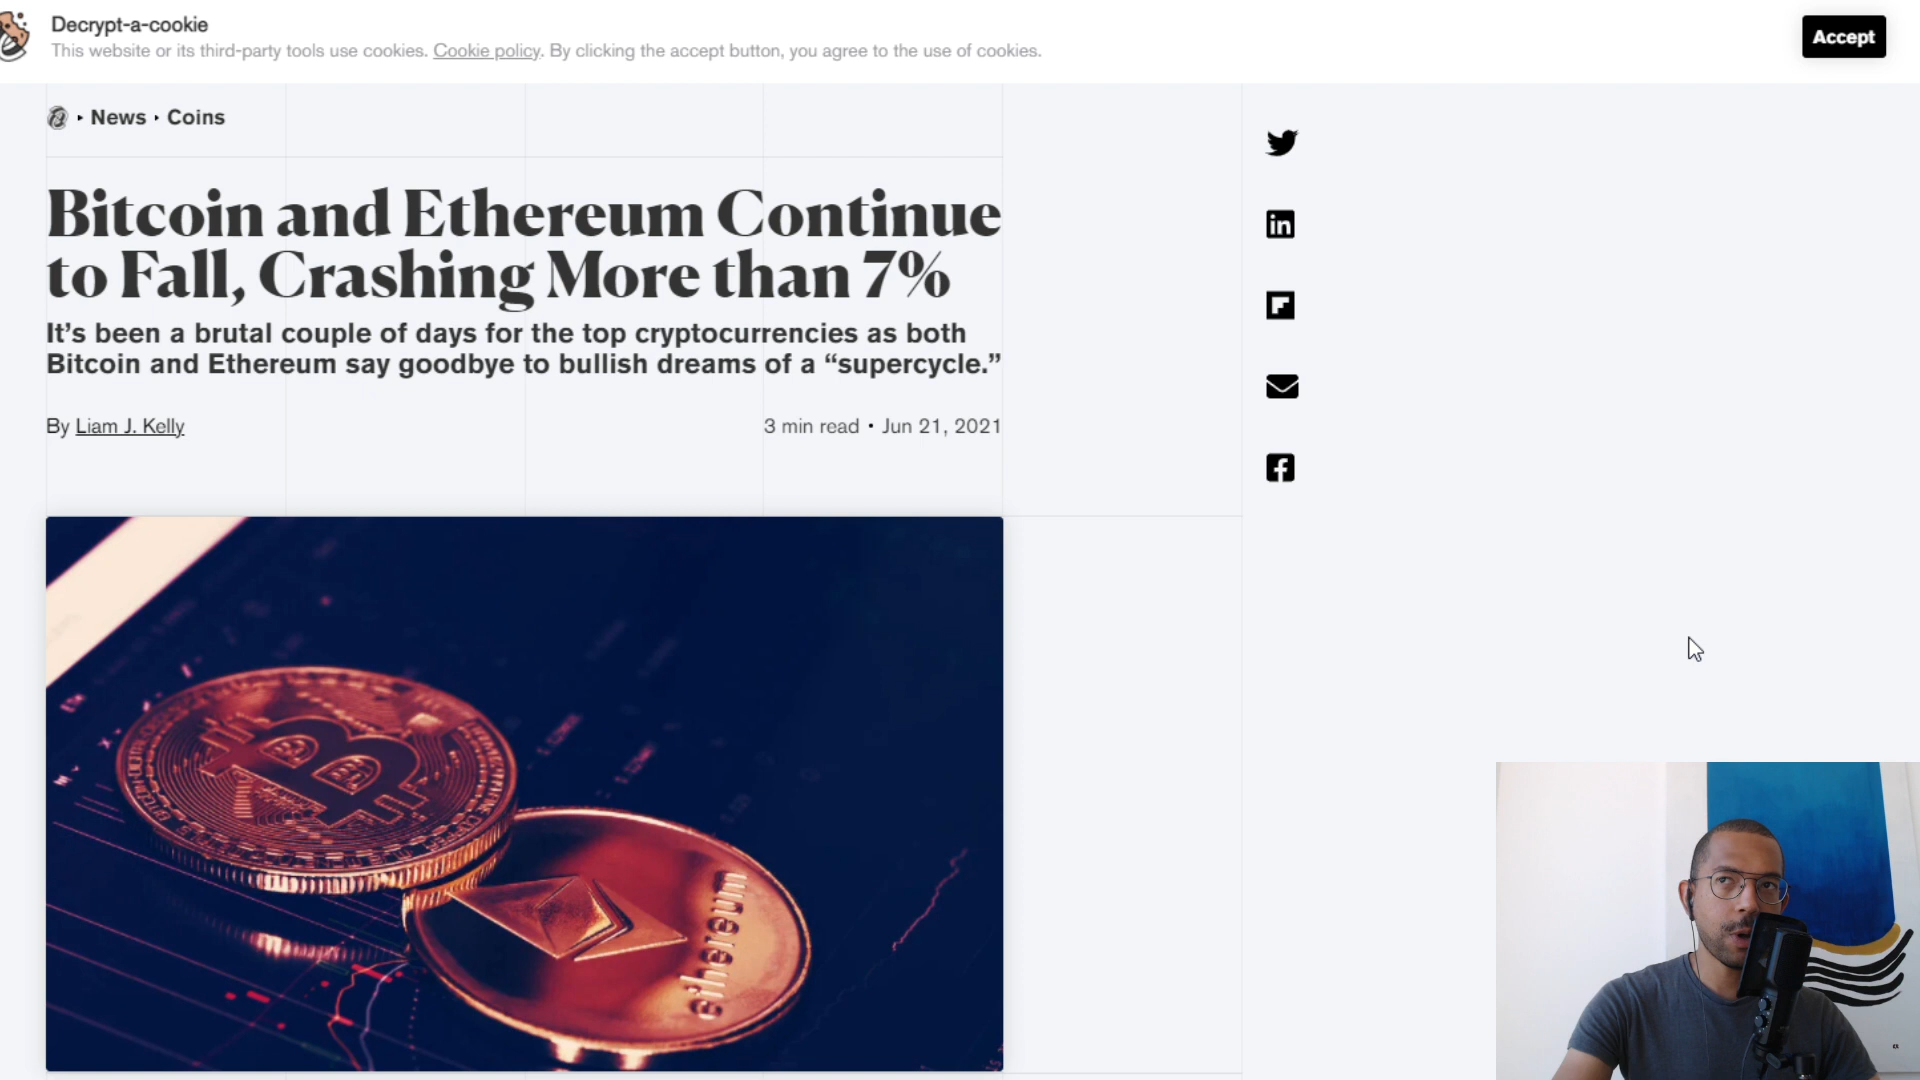 Decrypt-a-cookie
This website or its third-party tools use cookies. Cookie policy. By clicking the accept button, you agree to the use of cookies.
Accept
News Coins
Bitcoin and Ethereum Continue
to Fall, Crashing More than 7%
It’s been a brutal couple of days for the top cryptocurrencies as both
Bitcoin and Ethereum say goodbye to bullish dreams of a “supercycle.”
By Liam J. Kelly
3 min read • Jun 21, 2021
ethereum